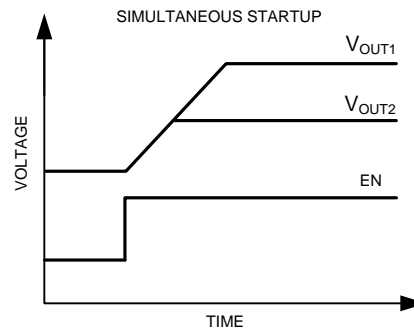 SIMULTANEOUS STARTUP
VOUT1
VOUT2
EN
VOLTAGE
TIME